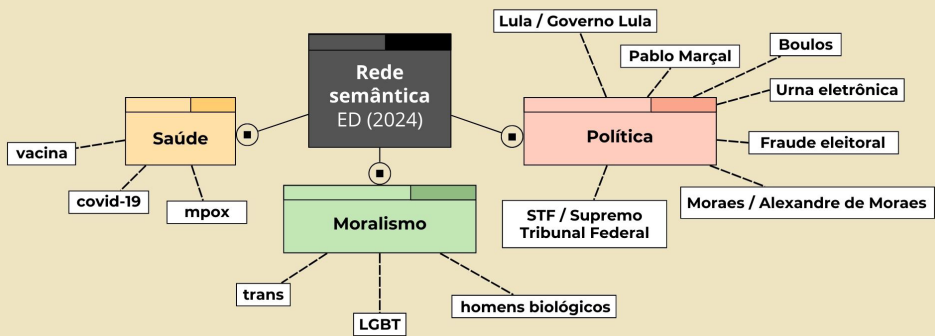 Rede
semântica
ED (2024)
Saúde
vacina
covid-19
mpox
Moralismo
trans
LGBT
homens biológicos
Política
Lula / Governo Lula
Pablo Marçal
Boulos
Urna eletrônica
Fraude eleitoral
Moraes / Alexandre de Moraes
STF / Supremo
Tribunal Federal